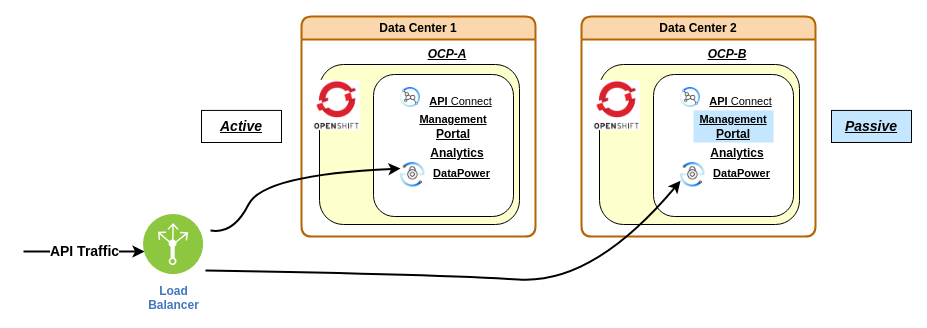 Data Center 1
OCP-A
OPENSHIFT
API Connect
Management
Portal
Analytics
DataPower
Data Center 2
OCP-B
OPENSHIFT
API Connect
Management
Portal
Analytics
DataPower
Active
Passive
API Traffic
Load
Balancer